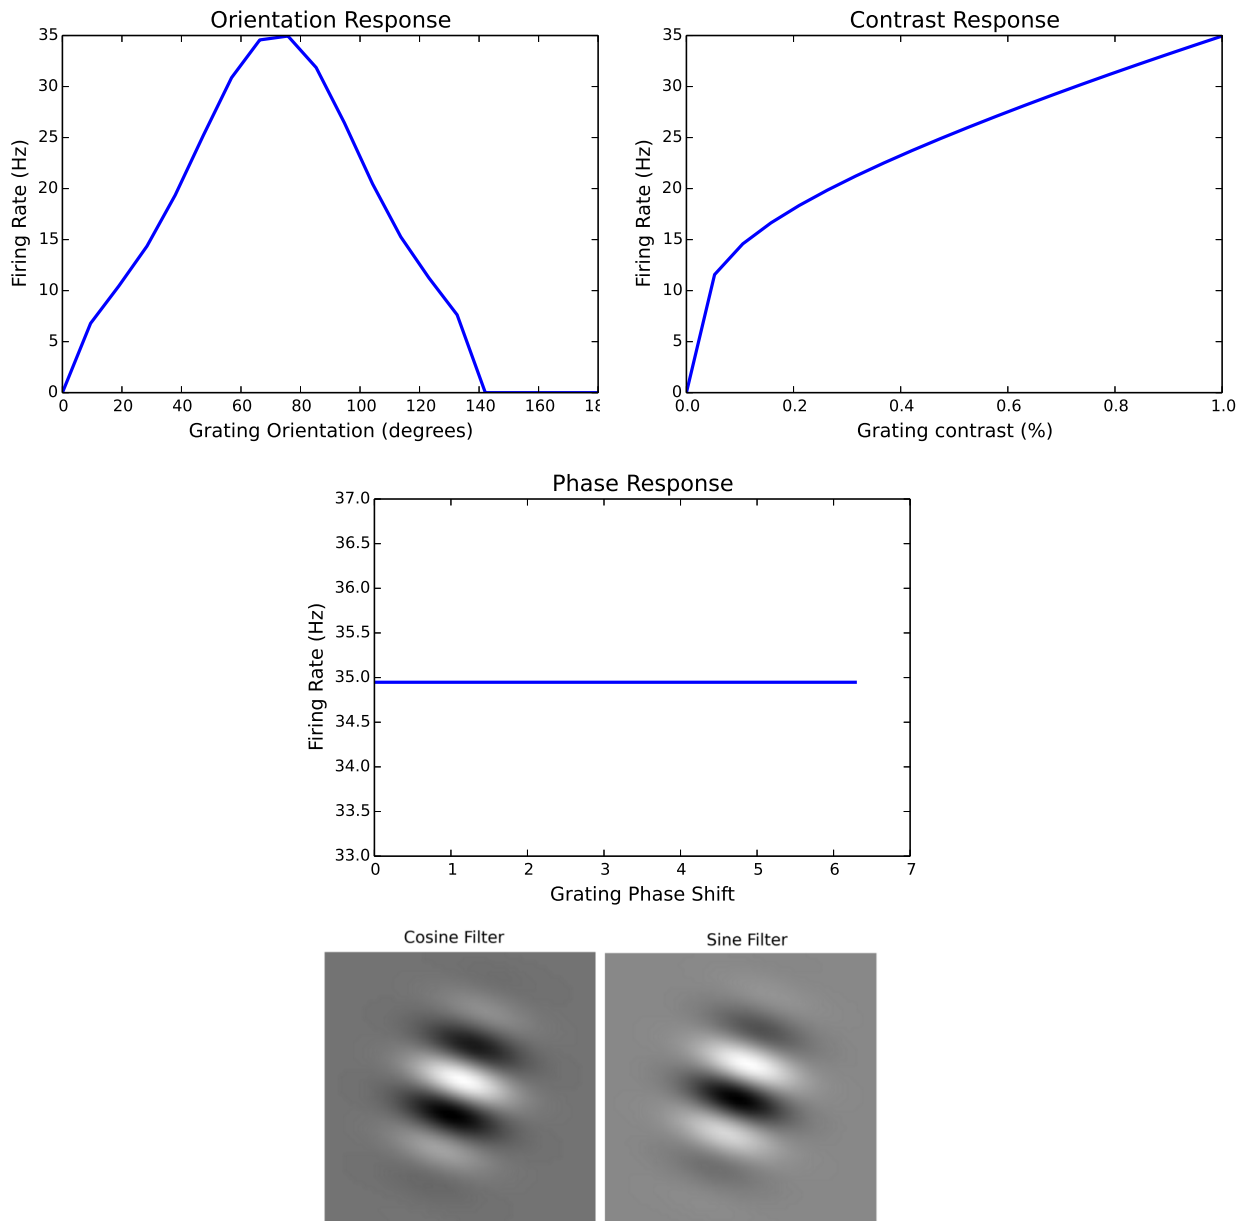 Orientation Response
35
30
25
20
15
10
5
0
Firing Rate (Hz)
0 20 40 60 80 100 120 140 160 18
Grating Orientation (degrees)
Contrast Response
35
30
25
20
15
10
5
0
Firing Rate (Hz)
0.0 0.2 0.4 0.6 0.8 1.0
Grating contrast (%)
Phase Response
37.0
36.5
36.0
35.5
35.0
34.5
34.0
33.5
33.0
Firing Rate (Hz)
0 1 2 3 4 5 6 7
Grating Phase Shift
Cosine Filter
Sine Filter